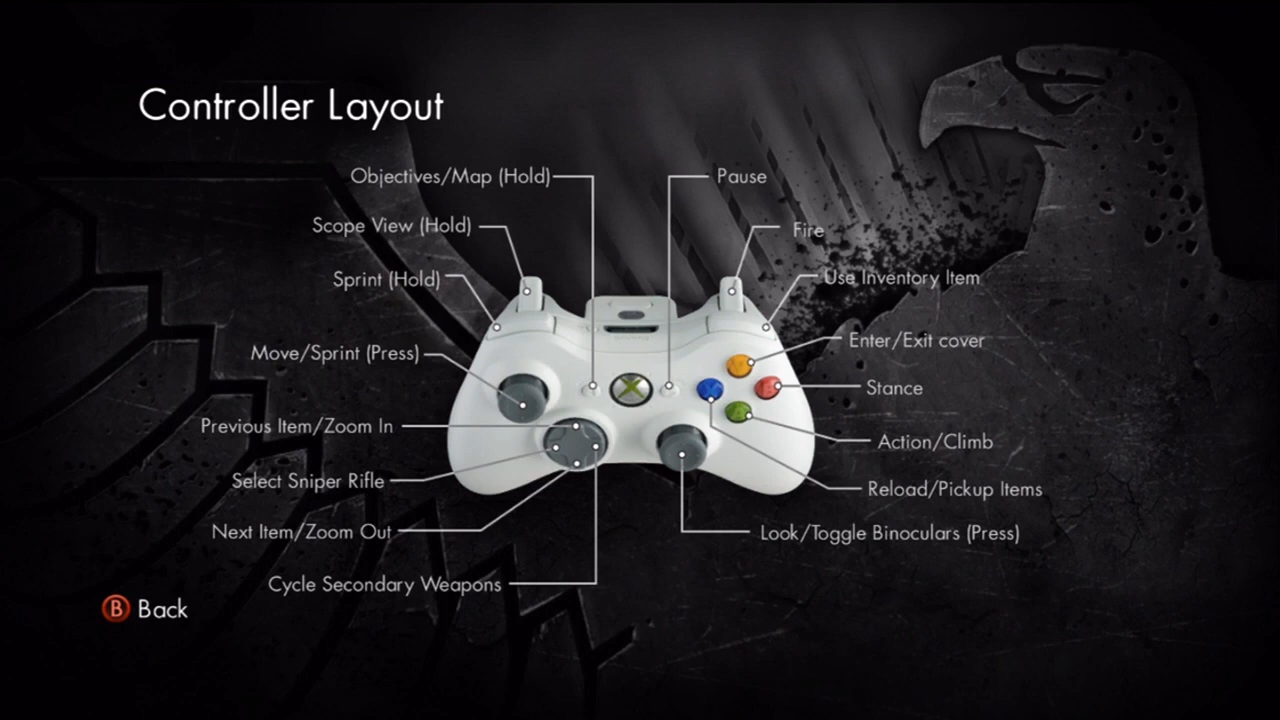 Controller Layout
Objectives/Map (Hold)
Pause
Scope View (Hold)
Fire
Sprint (Hold)
Use Inventory Item
Enter/Exit cover
Move/Sprint (Press)
Stance
Previous Item/Zoom In
Action/Climb
Select Sniper Rifle
Reload/Pickup Items
Next Item/Zoom Out
Look/Toggle Binoculars (Press)
Cycle Secondary Weapons
B Back